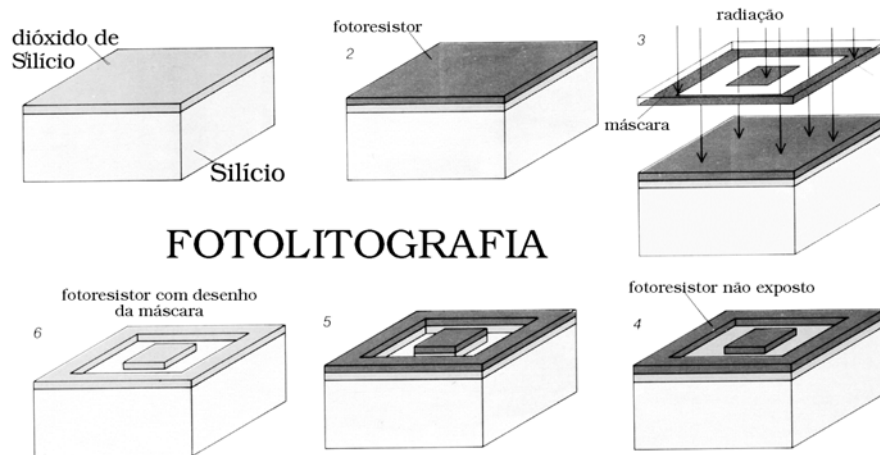 dióxido de
Silício
Silício
2
fotoresistor
3
radiação
máscara
FOTOLITOGRAFIA
6
fotoresistor com desenho
da máscara
5
4
fotoresistor não exposto